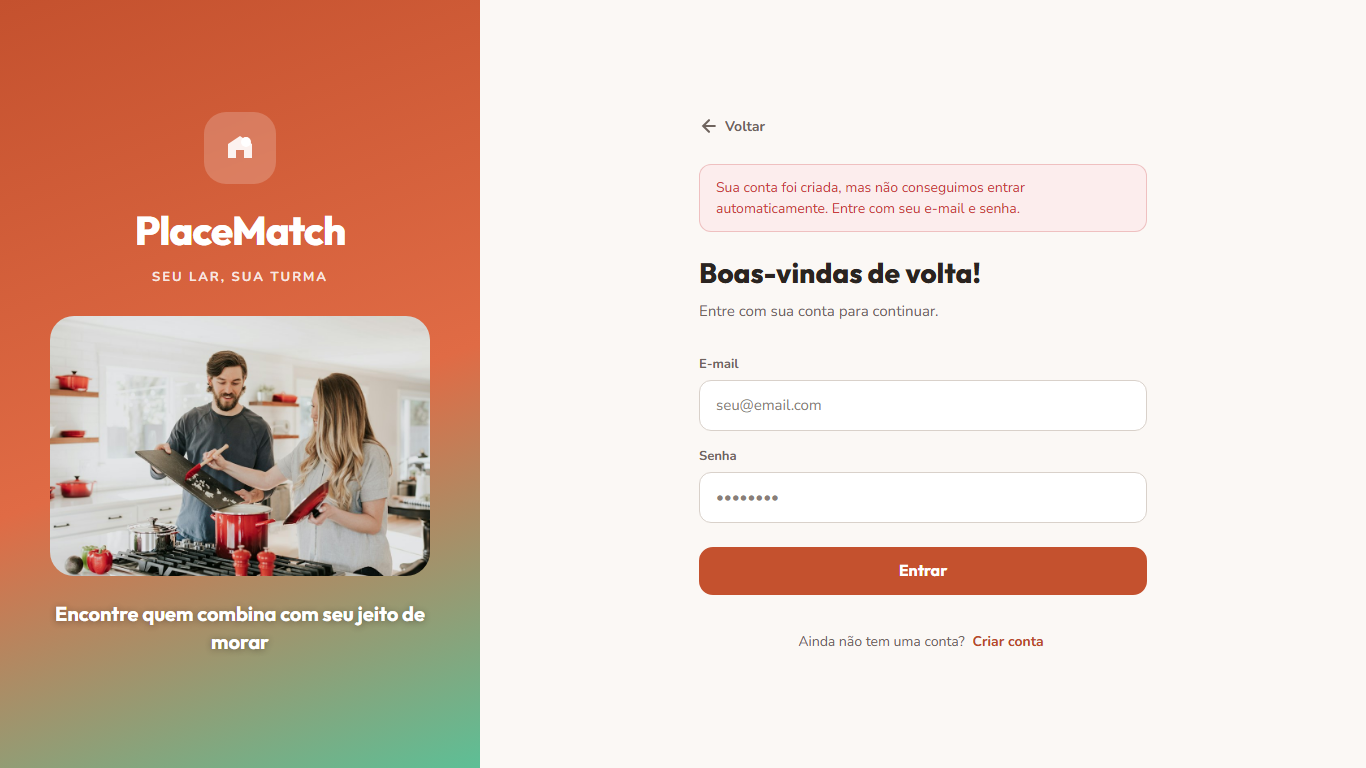 PlaceMatch
SEU LAR, SUA TURMA
Encontre quem combina com seu jeito de
morar
Voltar
Sua conta foi criada, mas não conseguimos entrar
automaticamente. Entre com seu e-mail e senha.
Boas-vindas de volta!
Entre com sua conta para continuar.
E-mail
seu@email.com
Senha
••••••••
Entrar
Ainda não tem uma conta? Criar conta